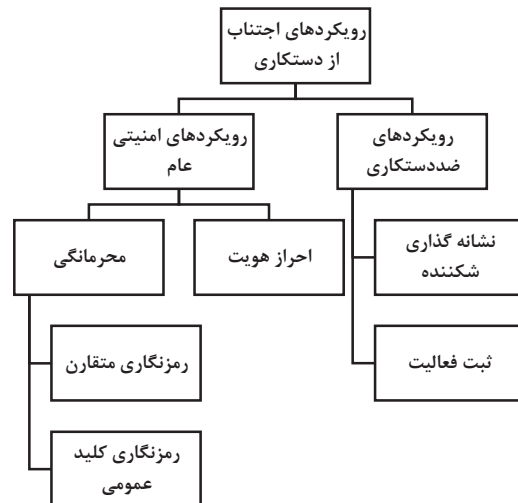 رویکردهای اجتناب
از دستکاری
رویکردهای
ضددستکاری
رویکردهای امنیتی
عام
نشانه گذاری
شکننده
احراز هویت
محرمانگی
ثبت فعالیت
رمزنگاری متقارن
رمزنگاری کلید
عمومی